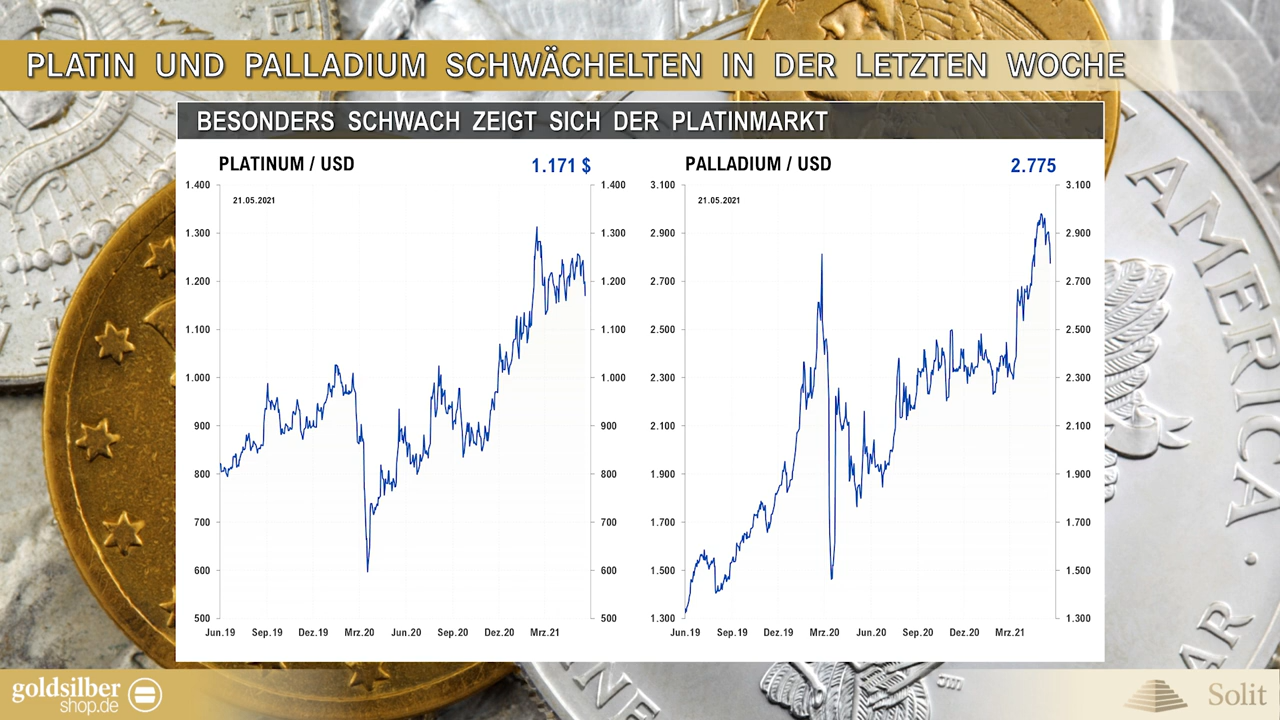 PLATIN UND PALLADIUM SCHWÄCHELTEN IN DER LETZTEN WOCHE
BESONDERS SCHWACH ZEIGT SICH DER PLATINMARKT
PLATINUM / USD 1.171 $
1.400 1.400
21.05.2021
1.300 1.300
1.200 1.200
1.100 1.100
1.000 1.000
900 900
800 800
700 700
600 600
500 500
Jun.19 Sep.19 Dez.19 Mrz.20 Jun.20 Sep.20 Dez.20 Mrz.21
PALLADIUM / USD 2.775
3.100 3.100
21.05.2021
2.900 2.900
2.700 2.700
2.500 2.500
2.300 2.300
2.100 2.100
1.900 1.900
1.700 1.700
1.500 1.500
1.300 1.300
Jun.19 Sep.19 Dez.19 Mrz.20 Jun.20 Sep.20 Dez.20 Mrz.21
AMERICA
goldsilber
shop.de
Solit